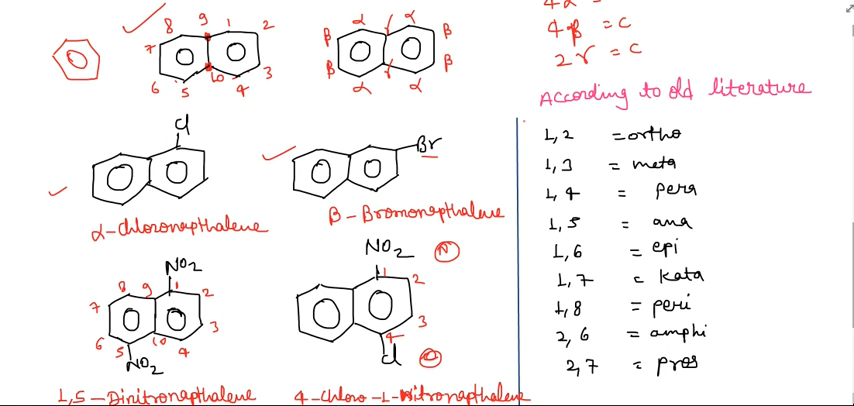 8 9 1 2
7 10 3
6 5 4
α α
β γ β
β γ β
α α
4β = c
2γ = c
According to old literature
Cl
α-chloronapthalene
Br
β-Bromonapthalene
1,2 = ortho
1,3 = meta
1,4 = pera
1,5 = ana
1,6 = epi
1,7 = Kata
1,8 = peri
2,6 = amphi
2,7 = pros
NO2
8 9 1 2
7 3
6 5 10 4
NO2
1,5-Dinitronapthalene
NO2 N
1 2
3
4
Cl
4-chloro-1-Nitronapthalene